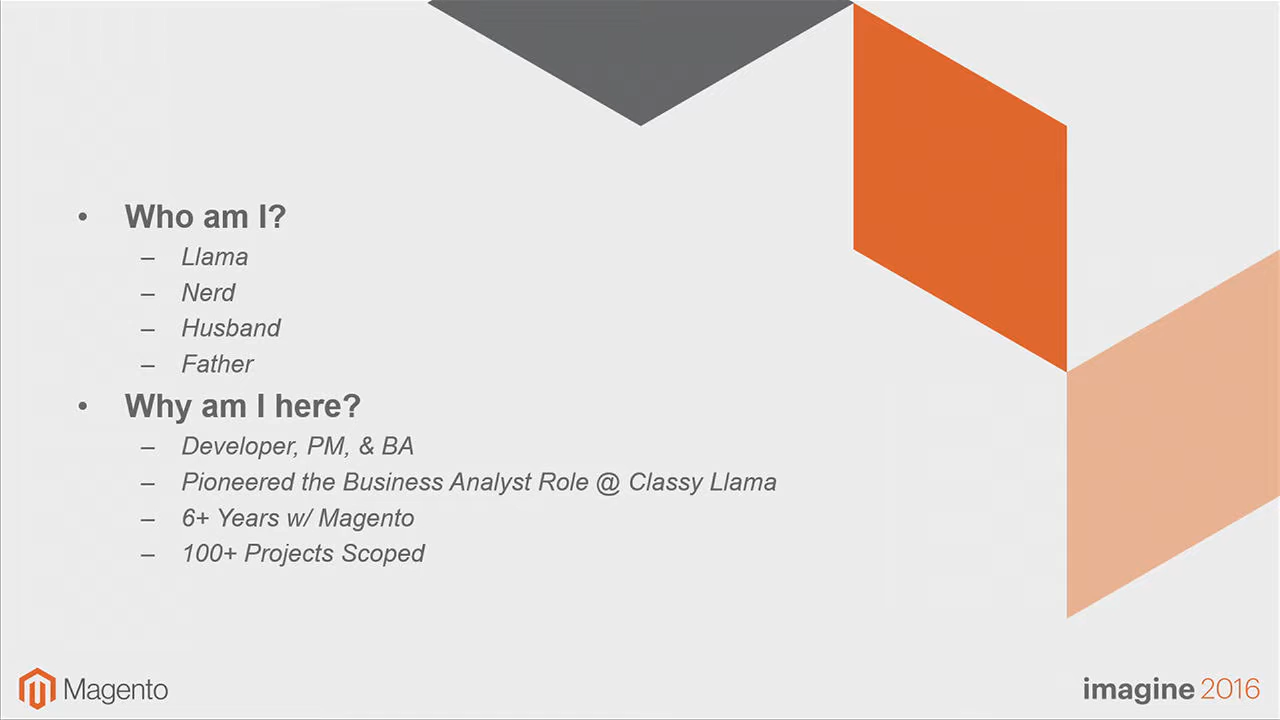 • Who am I?
– Llama
– Nerd
– Husband
– Father
• Why am I here?
– Developer, PM, & BA
– Pioneered the Business Analyst Role @ Classy Llama
– 6+ Years w/ Magento
– 100+ Projects Scoped
Magento
imagine 2016